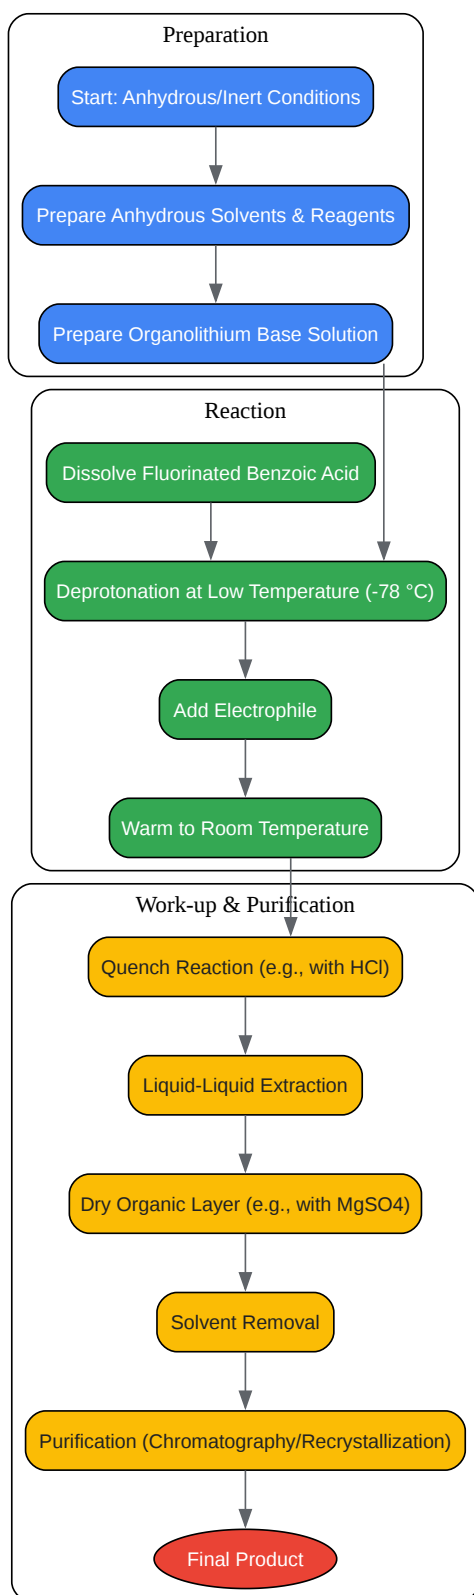 Preparation
Start: Anhydrous/Inert Conditions
Prepare Anhydrous Solvents & Reagents
Prepare Organolithium Base Solution
Reaction
Dissolve Fluorinated Benzoic Acid
Deprotonation at Low Temperature (-78 °C)
Add Electrophile
Warm to Room Temperature
Work-up & Purification
Quench Reaction (e.g., with HCl)
Liquid-Liquid Extraction
Dry Organic Layer (e.g., with MgSO4)
Solvent Removal
Purification (Chromatography/Recrystallization)
Final Product